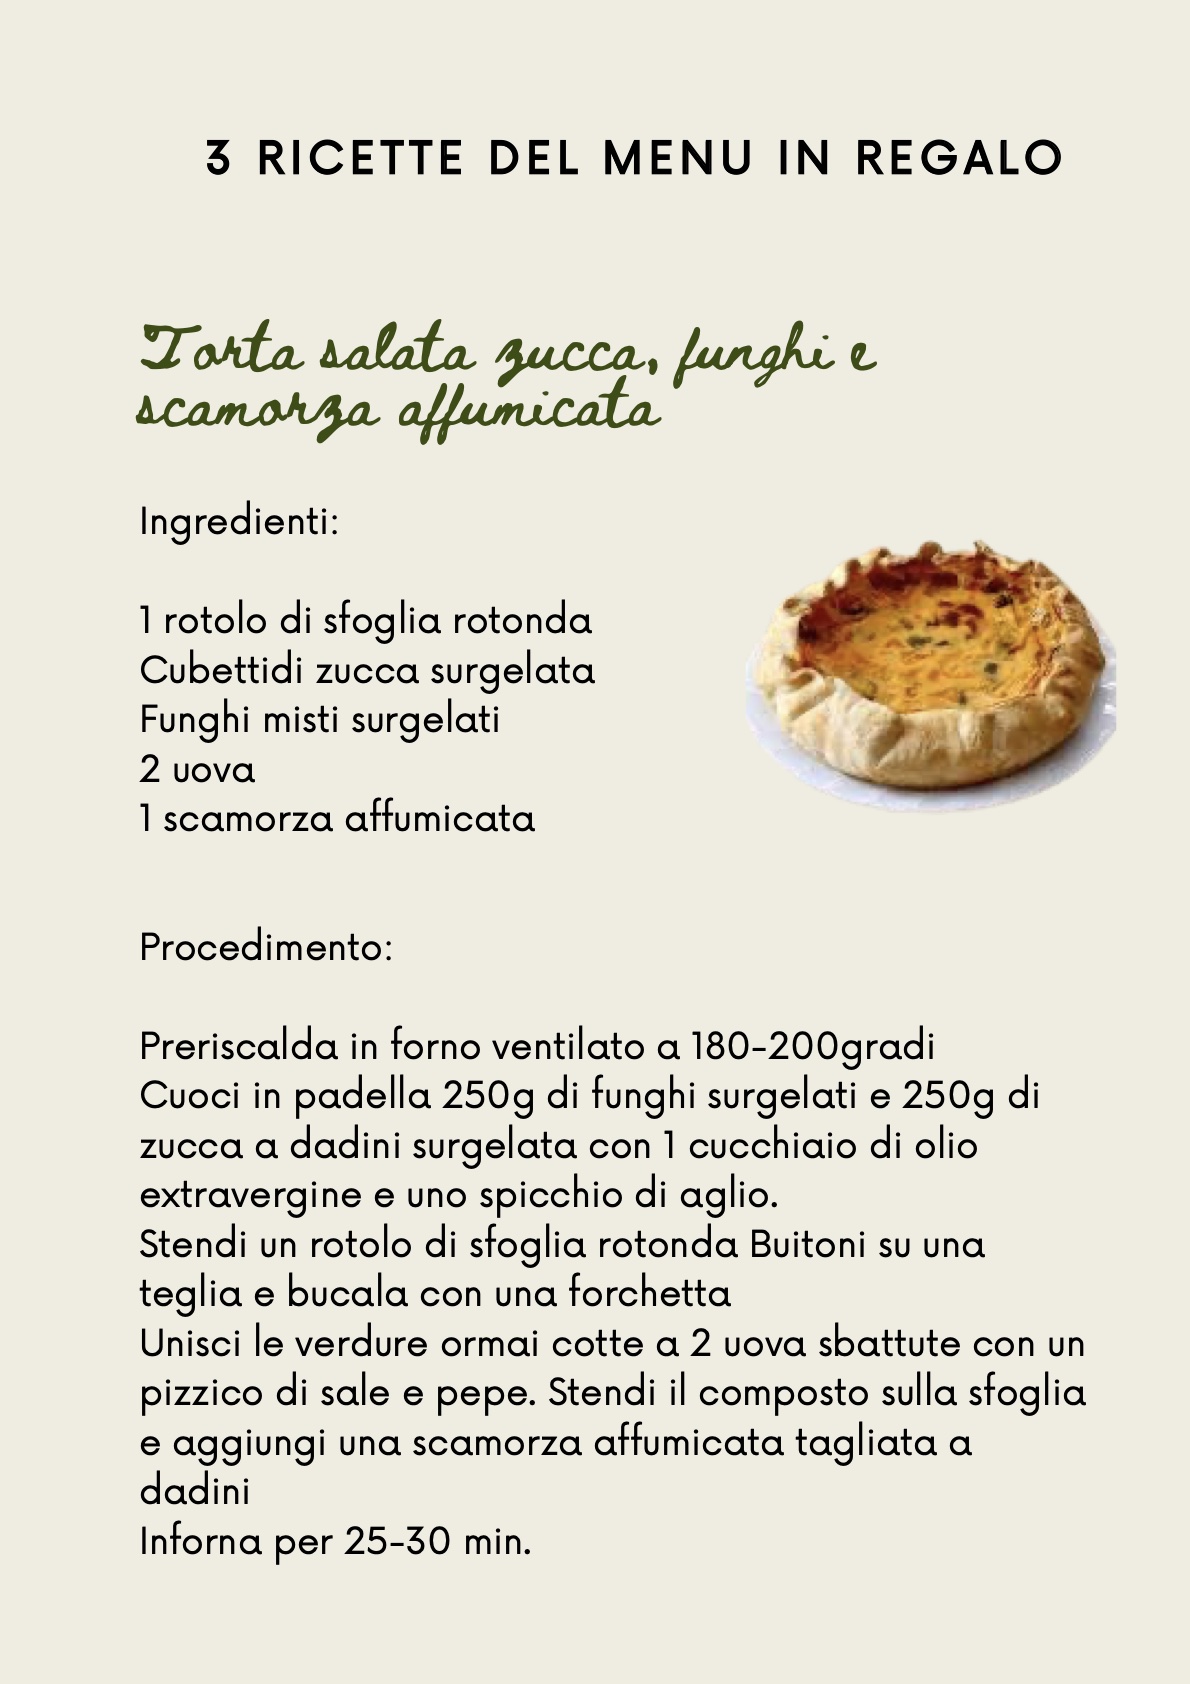 3 RICETTE DEL MENU IN REGALO
Torta salata zucca, funghi e
scamorza affumicata
Ingredienti:
1 rotolo di sfoglia rotonda
Cubettidi zucca surgelata
Funghi misti surgelati
2 uova
1 scamorza affumicata
Procedimento:
Preriscalda in forno ventilato a 180-200gradi
Cuoci in padella 250g di funghi surgelati e 250g di
zucca a dadini surgelata con 1 cucchiaio di olio
extravergine e uno spicchio di aglio.
Stendi un rotolo di sfoglia rotonda Buitoni su una
teglia e bucala con una forchetta
Unisci le verdure ormai cotte a 2 uova sbattute con un
pizzico di sale e pepe. Stendi il composto sulla sfoglia
e aggiungi una scamorza affumicata tagliata a
dadini
Inforna per 25-30 min.